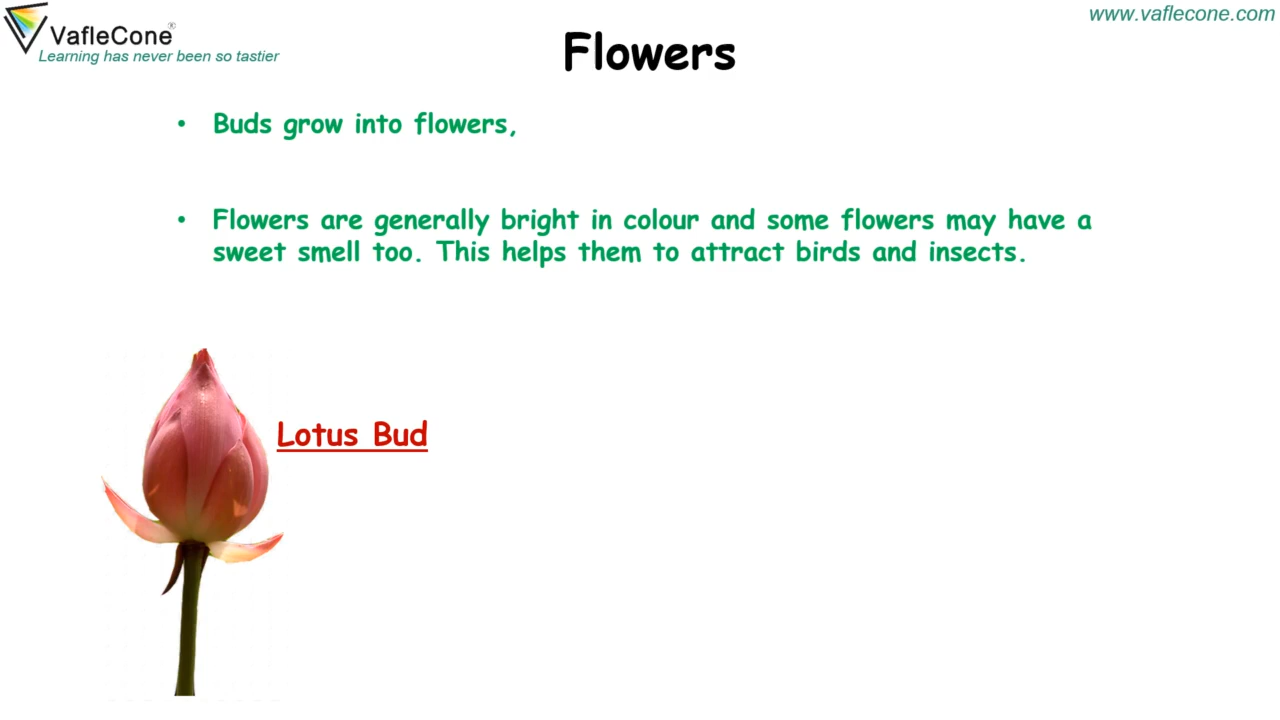 VafleCone®
Learning has never been so tastier
www.vaflecone.com
Flowers
• Buds grow into flowers,
• Flowers are generally bright in colour and some flowers may have a
sweet smell too. This helps them to attract birds and insects.
Lotus Bud